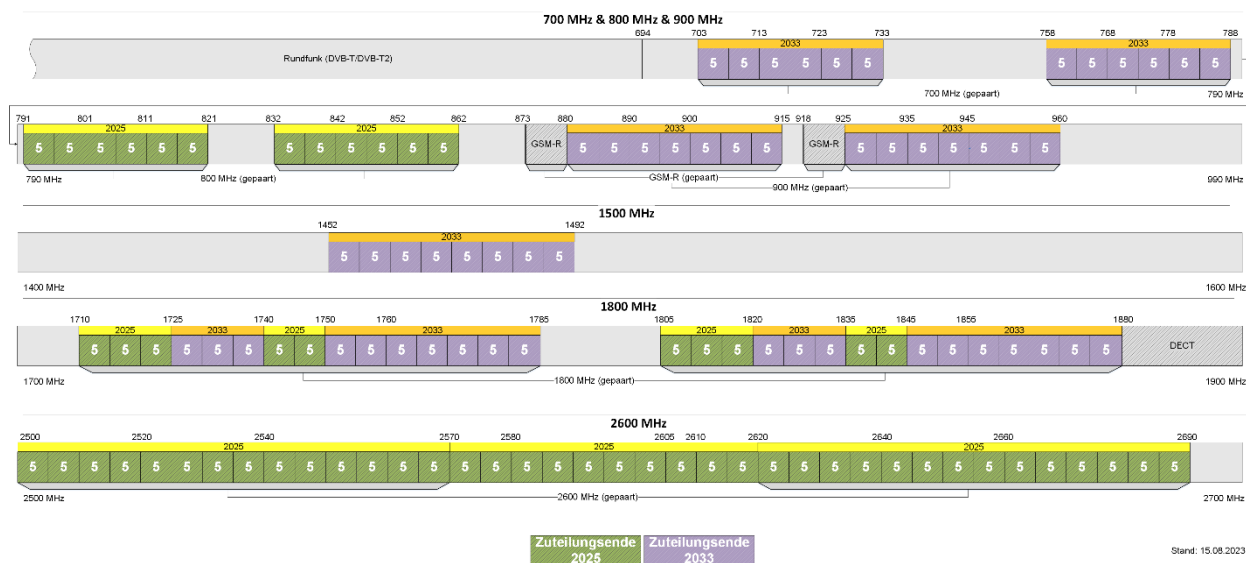 700 MHz & 800 MHz & 900 MHz
694 703 713 723 733 758 768 778 788
2033 2033
Rundfunk (DVB-T/DVB-T2) 5 5 5 5 5 5 5 5 5 5 5 5
700 MHz (gepaart) 790 MHz
791 801 811 821 832 842 852 862 873 880 890 900 915 918 925 935 945 960
2025 2025 2033 2033
5 5 5 5 5 5 5 5 5 5 5 5 GSM-R 5 5 5 5 5 5 5 GSM-R 5 5 5 5 5 5 5
790 MHz 800 MHz (gepaart) GSM-R (gepaart) 990 MHz
900 MHz (gepaart)
1500 MHz
1452 1492
2033
5 5 5 5 5 5 5 5
1400 MHz 1600 MHz
1800 MHz
1710 1725 1740 1750 1760 1785 1805 1820 1835 1845 1855 1880
2025 2033 2025 2033 2025 2033 2025 2033
5 5 5 5 5 5 5 5 5 5 5 5 5 5 5 5 5 5 5 5 5 5 5 5 5 5 5 5 5 5 DECT
1700 MHz 1800 MHz (gepaart) 1900 MHz
2600 MHz
2500 2520 2540 2570 2580 2605 2610 2620 2640 2660 2690
2025 2025 2025
5 5 5 5 5 5 5 5 5 5 5 5 5 5 5 5 5 5 5 5 5 5 5 5 5 5 5 5 5 5 5 5 5 5 5 5 5 5
2500 MHz 2600 MHz (gepaart) 2700 MHz
Zuteilungsende Zuteilungsende
2025 2033
Stand: 15.08.2023